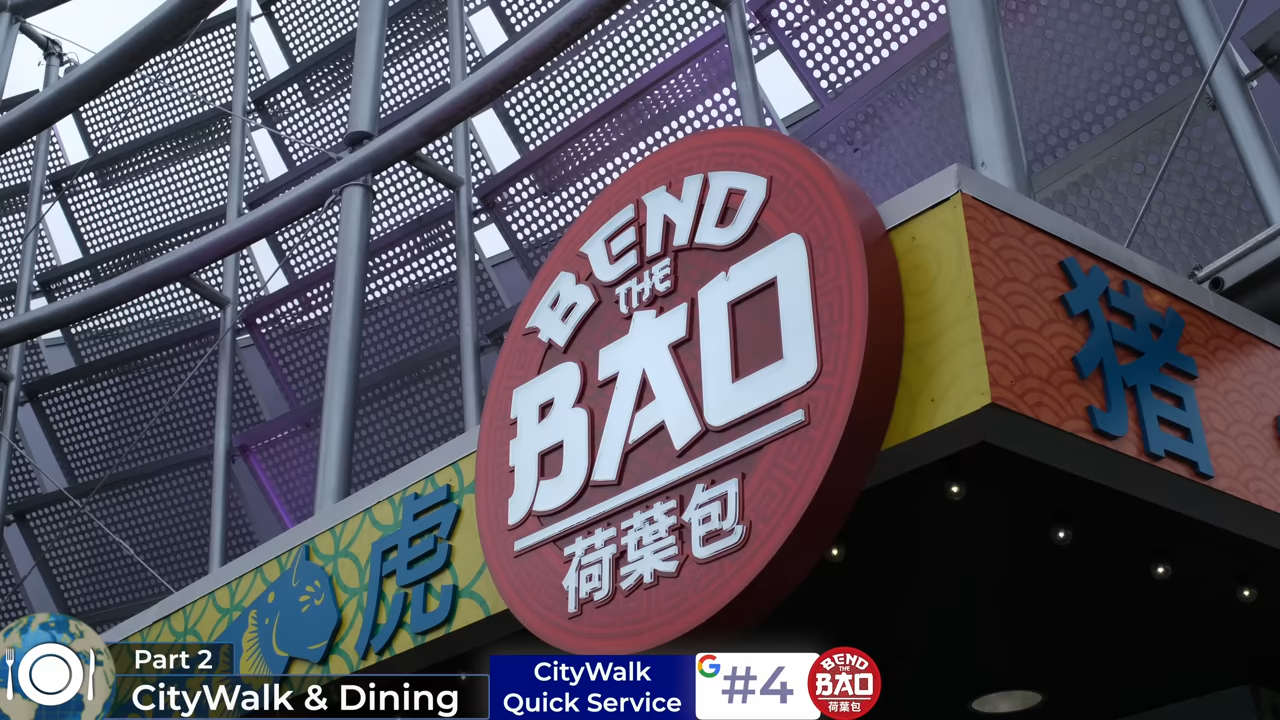 BEND
THE
BAO
荷葉包
虎
猪
Part 2
CityWalk & Dining
CityWalk
Quick Service
G
#4
BEND
THE
BAO
荷葉包